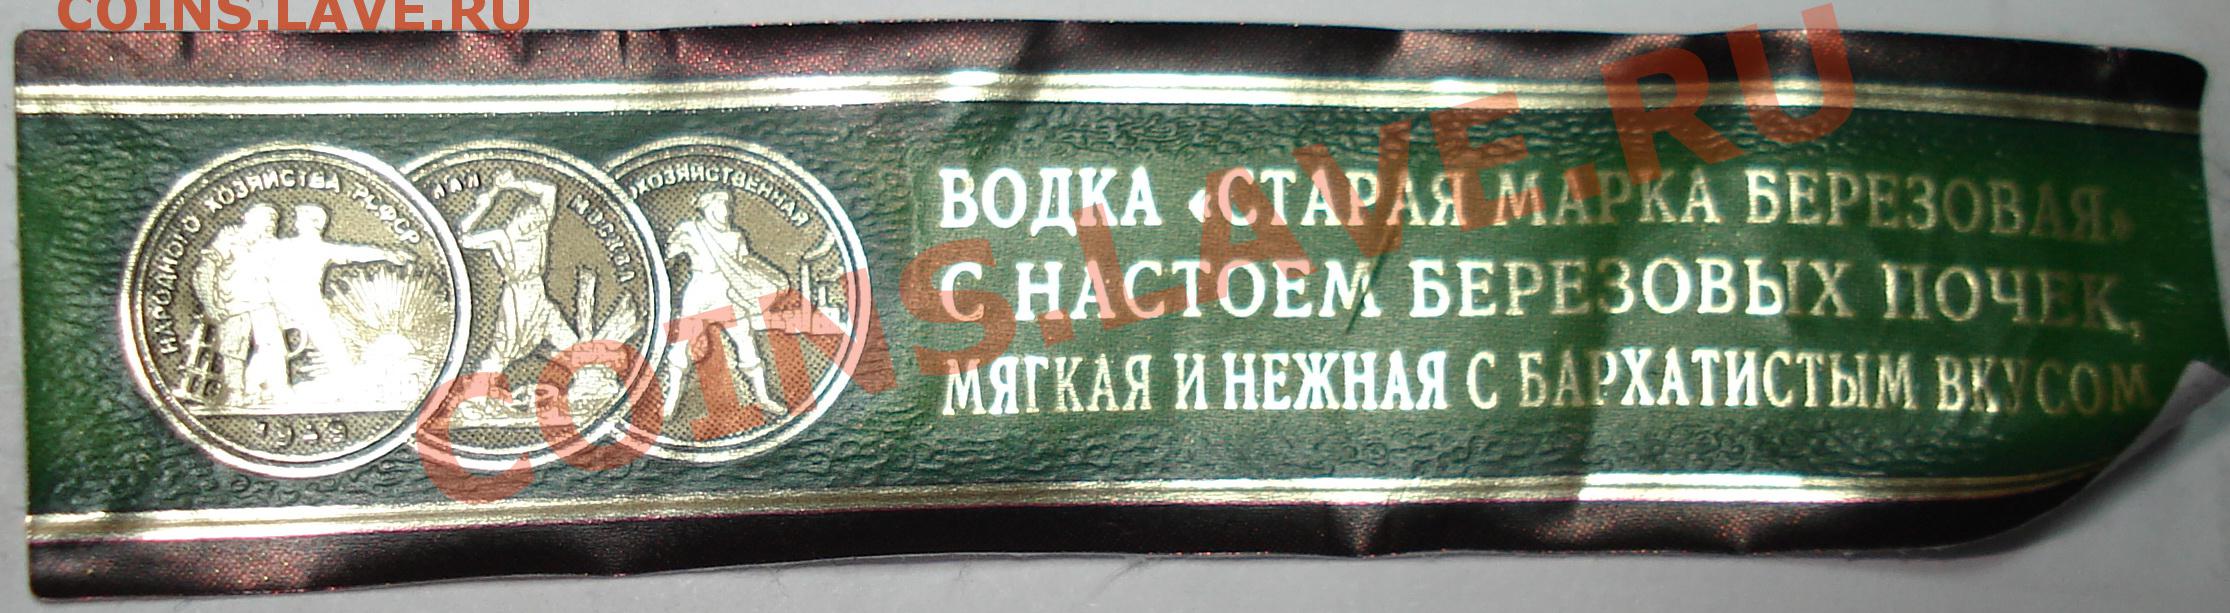 COINS.LAVE.RU
НАРОДНОГО ХОЗЯЙСТВА РСФСР
МОСКВА
ВОДКА «СТАРАЯ МАРКА БЕРЕЗОВАЯ»
С НАСТОЕМ БЕРЕЗОВЫХ ПОЧЕК,
МЯГКАЯ И НЕЖНАЯ С БАРХАТИСТЫМ ВКУСОМ
COINS.LAVE.RU